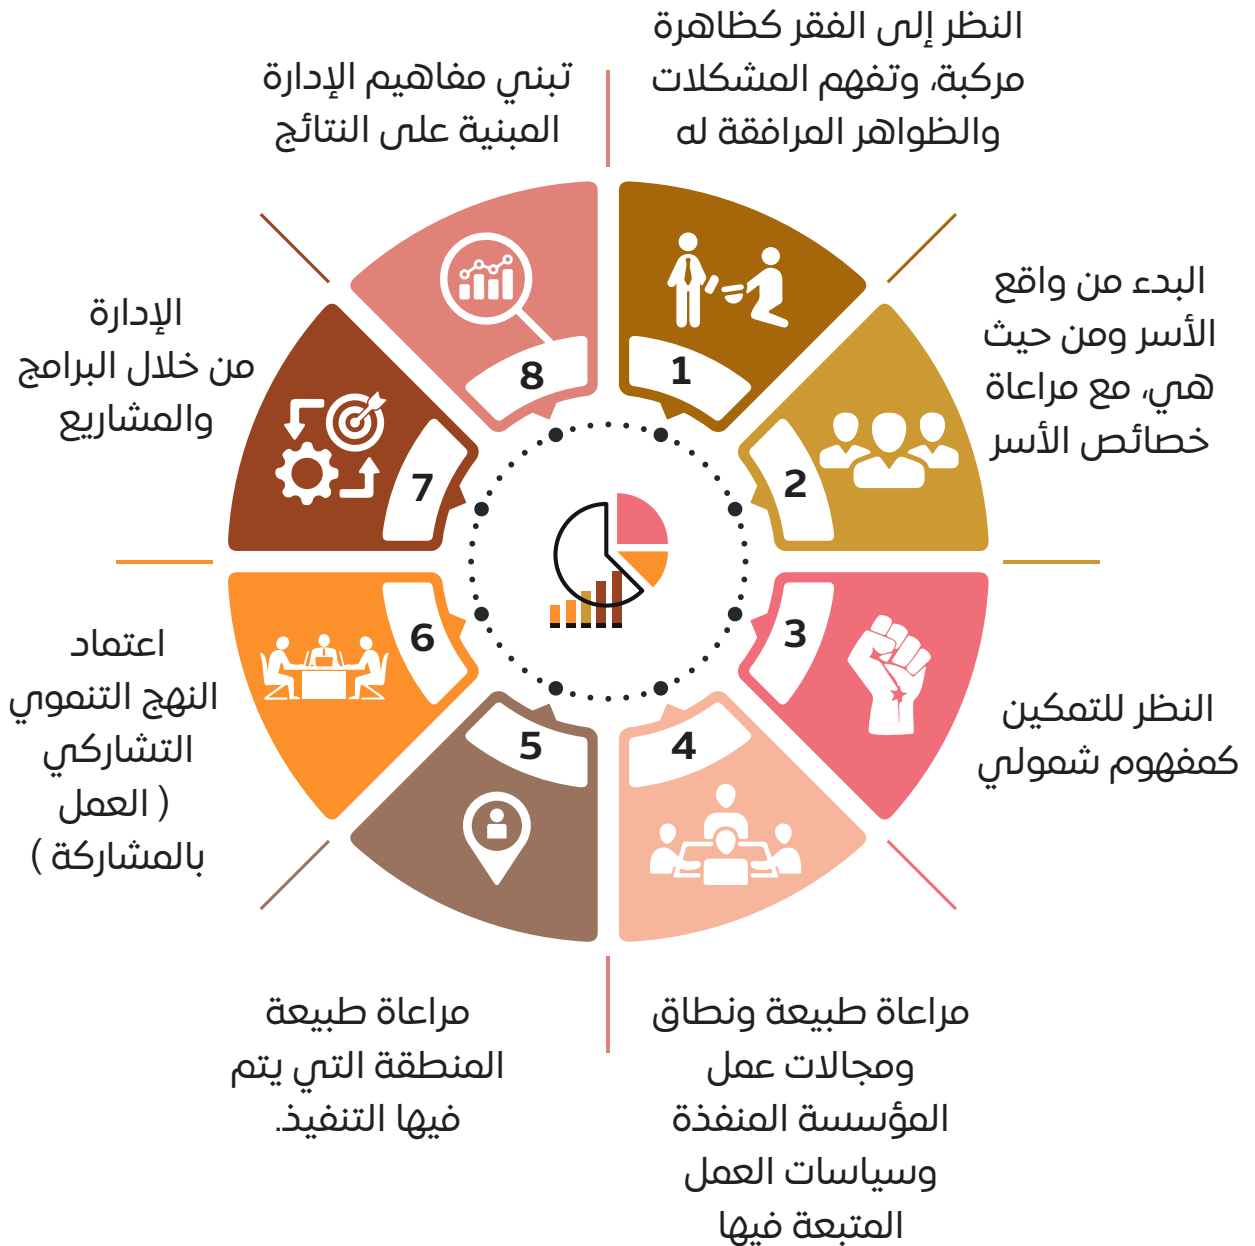 النظر إلى الفقر كظاهرة
مركبة، وتفهم المشكلات
والظواهر المرافقة له
1
البدء من واقع
الأسر ومن حيث
هي، مع مراعاة
خصائص الأسر
2
النظر للتمكين
كمفهوم شمولي
3
مراعاة طبيعة ونطاق
ومجالات عمل
المؤسسة المنفذة
وسياسات العمل
المتبعة فيها
4
مراعاة طبيعة
المنطقة التي يتم
فيها التنفيذ.
5
اعتماد
النهج التنموي
التشاركي
( العمل
بالمشاركة )
6
الإدارة
من خلال البرامج
والمشاريع
7
تبني مفاهيم الإدارة
المبنية على النتائج
8